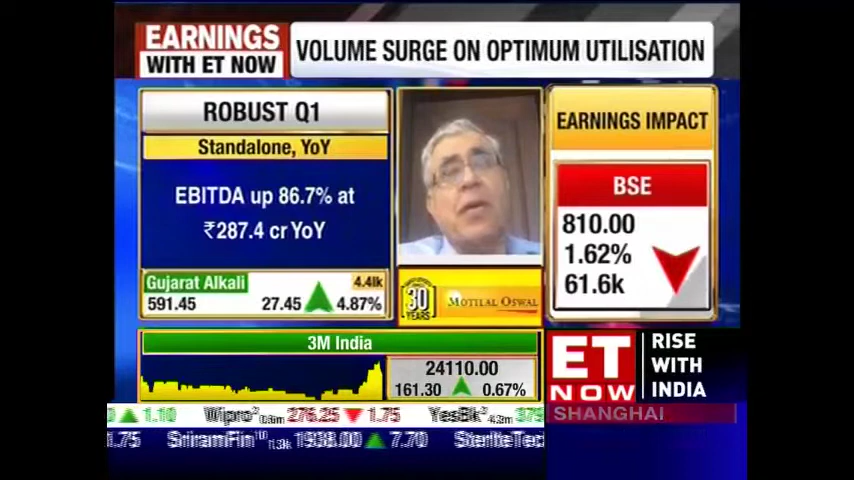 EARNINGS
WITH ET NOW
VOLUME SURGE ON OPTIMUM UTILISATION
ROBUST Q1
Standalone, YoY
EBITDA up 86.7% at
₹287.4 cr YoY
Gujarat Alkali 4.41k
591.45 27.45 4.87%
30
YEARS
MOTILAL OSWAL
EARNINGS IMPACT
BSE
810.00
1.62%
61.6k
3M India
24110.00
161.30 0.67%
ET
NOW
RISE
WITH
INDIA
SHANGHAI
1.10 Wipro 276.25 1.75 YesBk
1.75 SriramFin 1938.00 7.70 SterliteTec